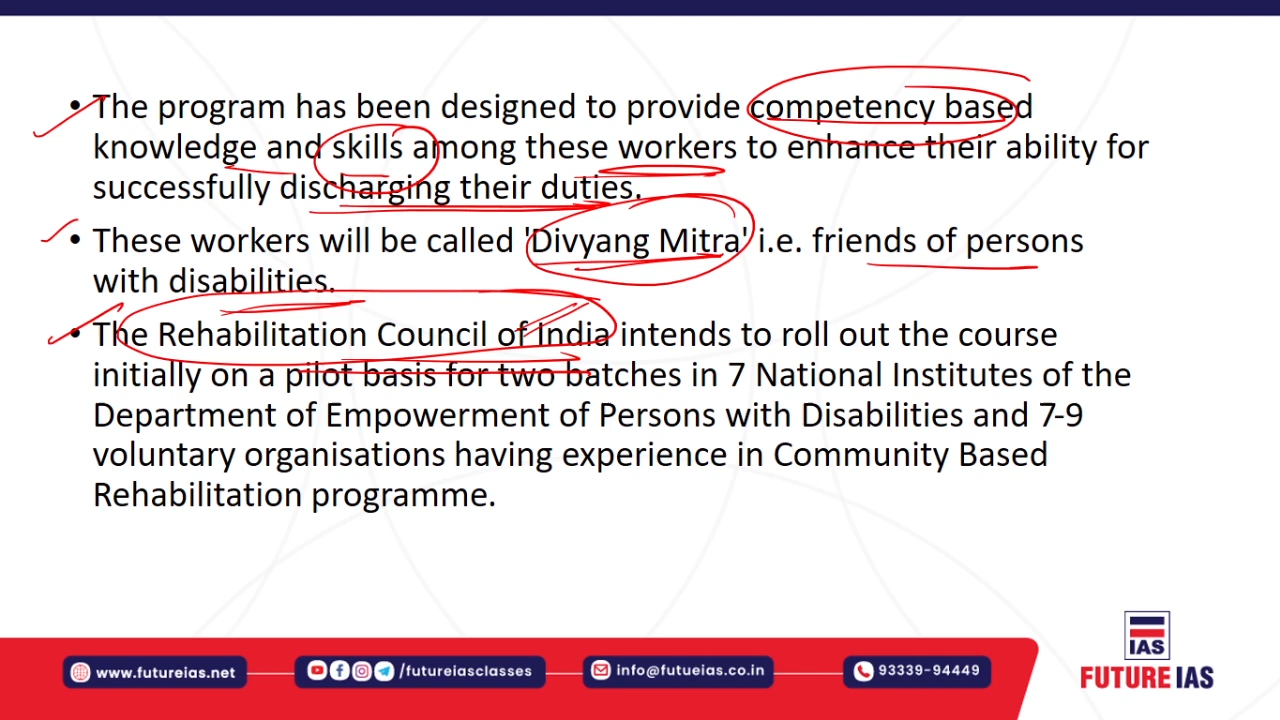 • The program has been designed to provide competency based
knowledge and skills among these workers to enhance their ability for
successfully discharging their duties.
• These workers will be called 'Divyang Mitra' i.e. friends of persons
with disabilities.
• The Rehabilitation Council of India intends to roll out the course
initially on a pilot basis for two batches in 7 National Institutes of the
Department of Empowerment of Persons with Disabilities and 7-9
voluntary organisations having experience in Community Based
Rehabilitation programme.
www.futureias.net
/futureiasclasses
info@futueias.co.in
93339-94449
IAS
FUTURE IAS